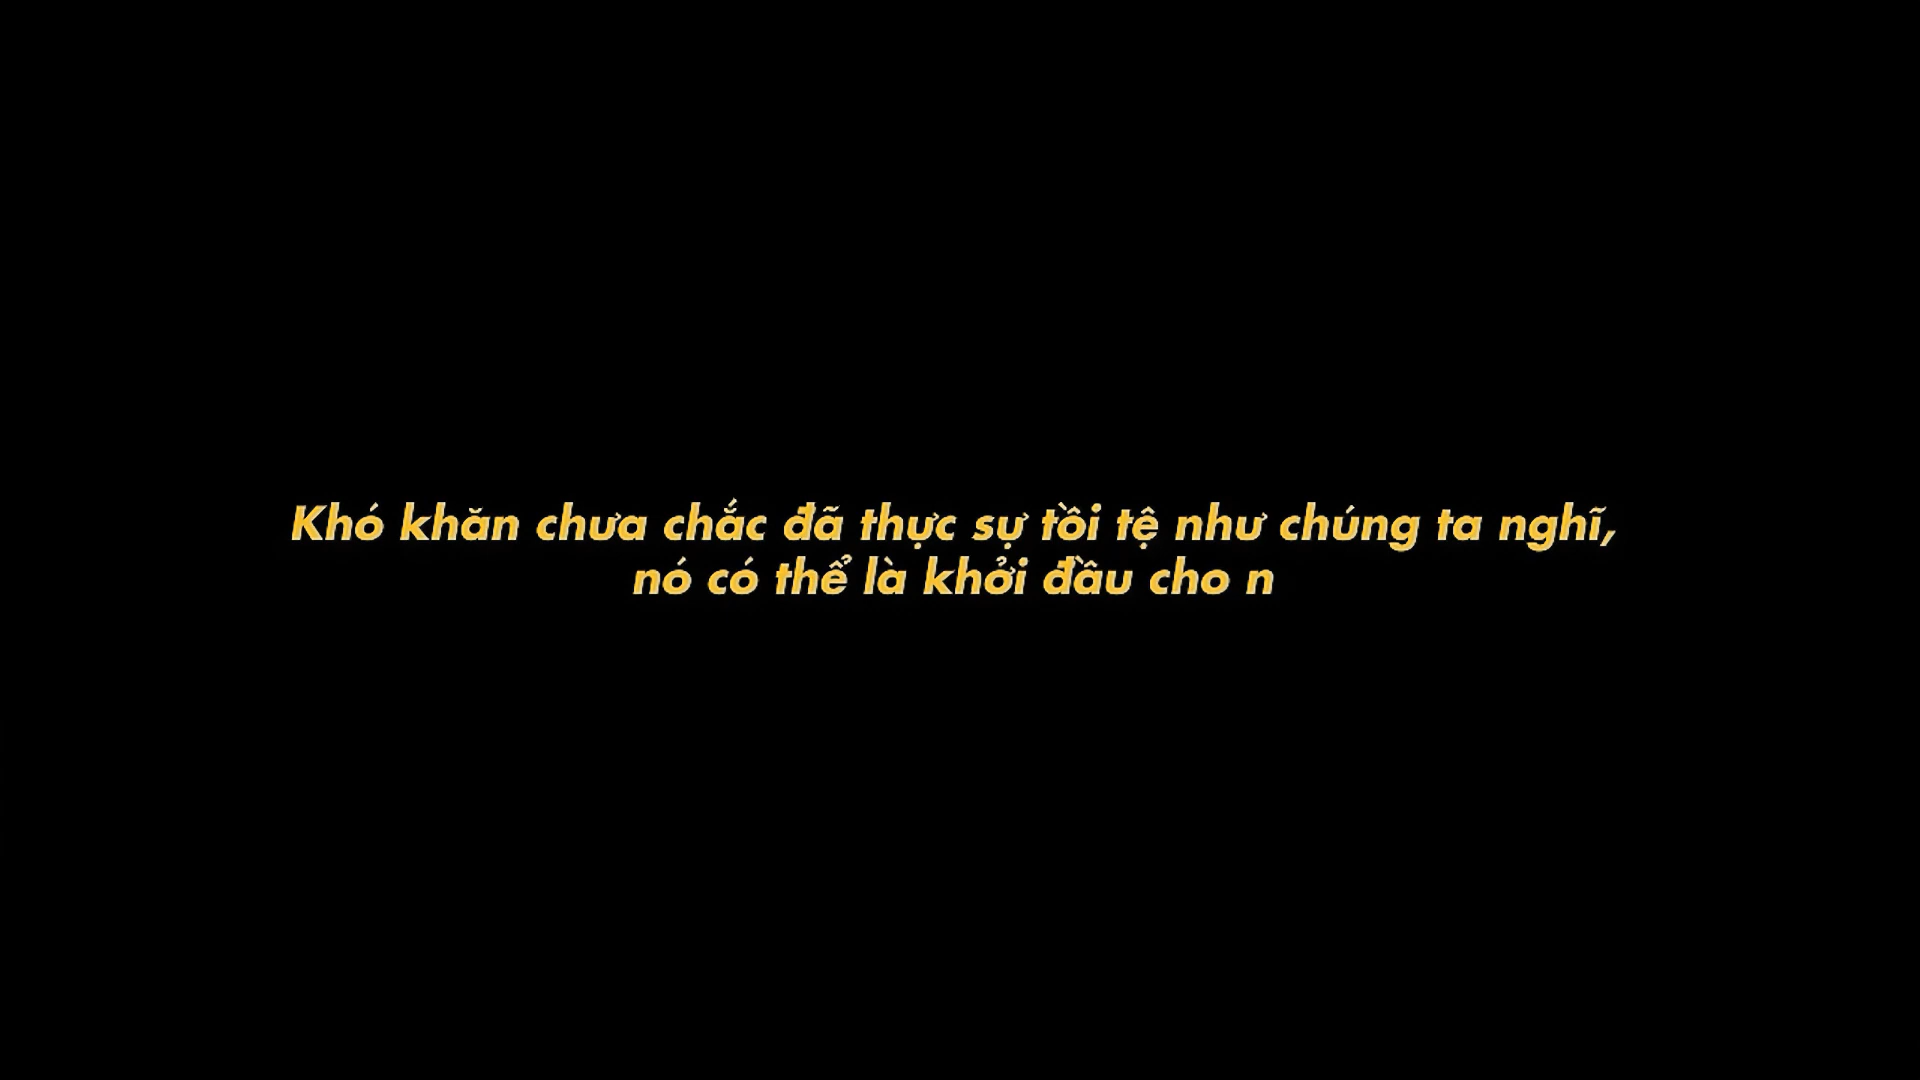 Khó khăn chưa chắc đã thực sự tồi tệ như chúng ta nghĩ,
nó có thể là khởi đầu cho n